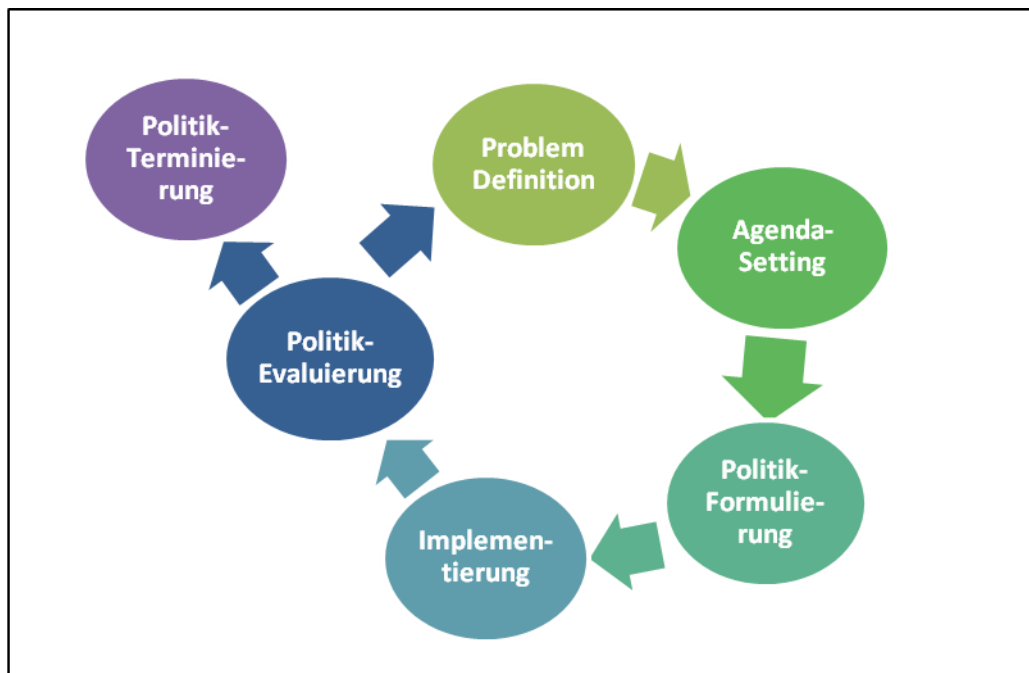 Problem
Definition
Agenda-
Setting
Politik-
Formulie-
rung
Implemen-
tierung
Politik-
Evaluierung
Politik-
Terminie-
rung